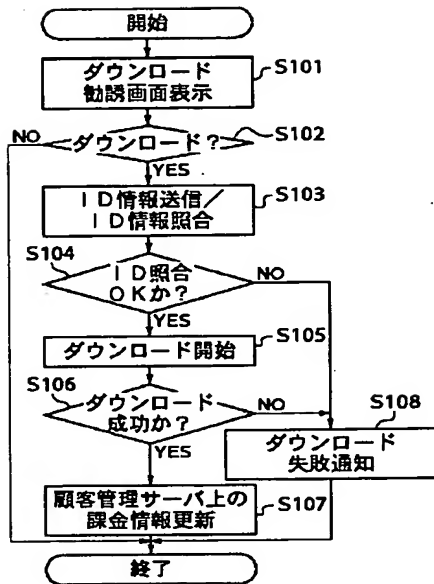 開始
ダウンロード
勧誘画面表示
S101
ダウンロード？
S102
NO
YES
ＩＤ情報送信／
ＩＤ情報照合
S103
S104
ＩＤ照合
ＯＫか？
NO
YES
S105
ダウンロード開始
S106
ダウンロード
成功か？
NO
YES
S108
ダウンロード
失敗通知
顧客管理サーバ上の
課金情報更新
S107
終了